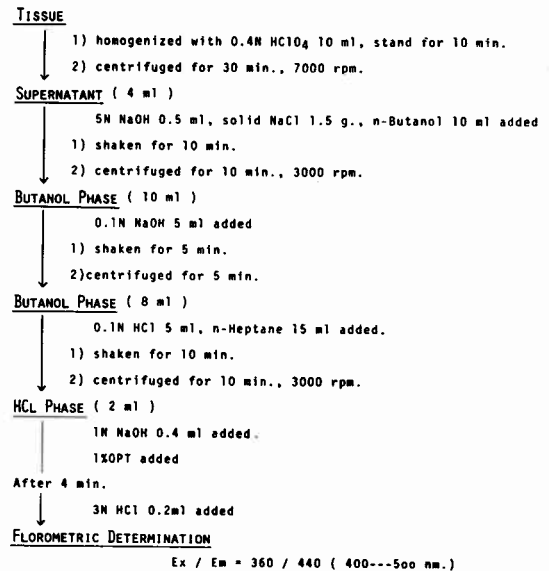 TISSUE
1) homogenized with 0.4N HClO4 10 ml, stand for 10 min.
2) centrifuged for 30 min., 7000 rpm.
SUPERNATANT ( 4 ml )
5N NaOH 0.5 ml, solid NaCl 1.5 g., n-Butanol 10 ml added
1) shaken for 10 min.
2) centrifuged for 10 min., 3000 rpm.
BUTANOL PHASE ( 10 ml )
0.1N NaOH 5 ml added
1) shaken for 5 min.
2)centrifuged for 5 min.
BUTANOL PHASE ( 8 ml )
0.1N HCl 5 ml, n-Heptane 15 ml added.
1) shaken for 10 min.
2) centrifuged for 10 min., 3000 rpm.
HCL PHASE ( 2 ml )
1N NaOH 0.4 ml added.
1%OPT added
After 4 min.
3N HCl 0.2ml added
FLOROMETRIC DETERMINATION
Ex / Em = 360 / 440 ( 400---5oo nm.)